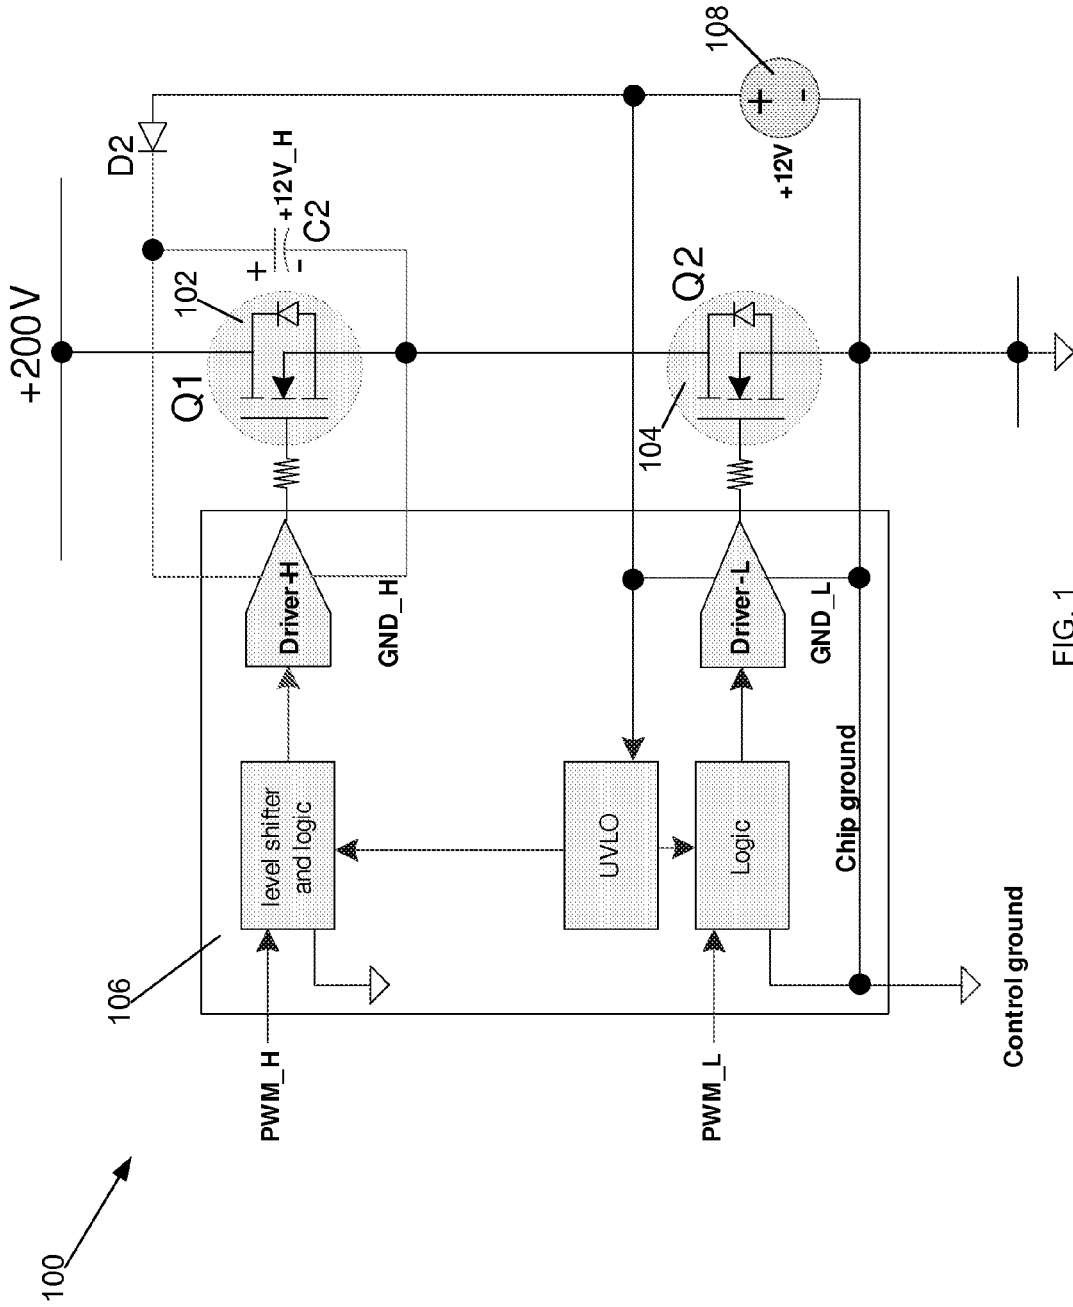 100
106
PWM_H
PWM_L
level shifter
and logic
UVLO
Logic
Chip ground
Control ground
Driver-H
GND_H
Driver-L
GND_L
+200V
Q1
102
+
-
+12V_H
C2
D2
104
Q2
+12V
+
-
108
FIG. 1